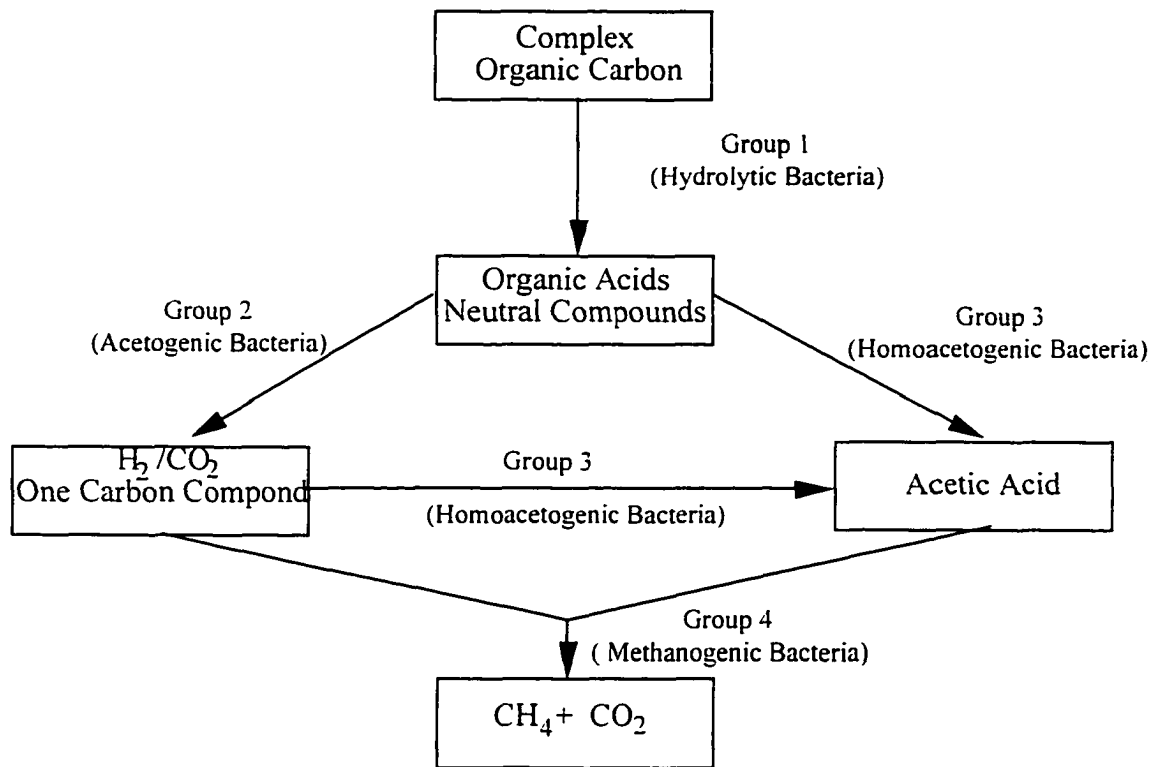 Complex
Organic Carbon
Group 1
(Hydrolytic Bacteria)
Organic Acids
Neutral Compounds
Group 2
(Acetogenic Bacteria)
Group 3
(Homoacetogenic Bacteria)
H2/CO2
One Carbon Compond
Group 3
(Homoacetogenic Bacteria)
Acetic Acid
Group 4
( Methanogenic Bacteria)
CH4+ CO2